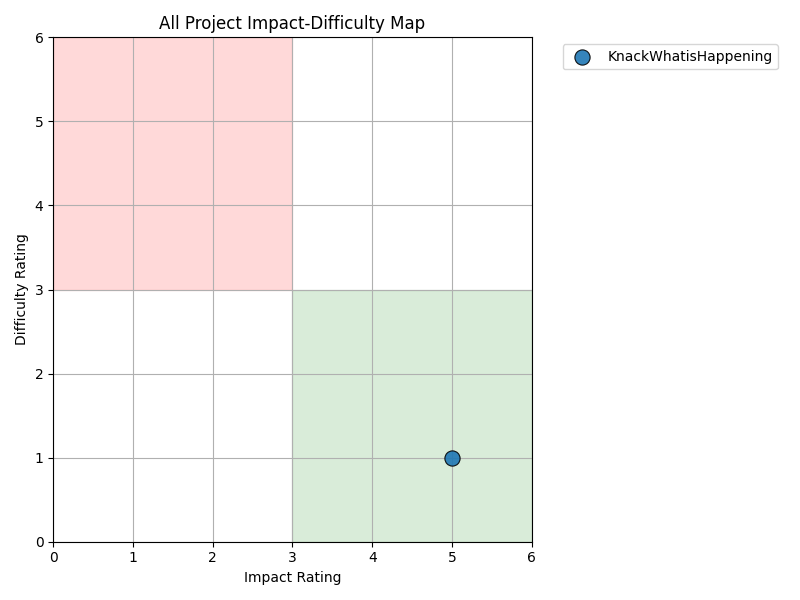 All Project Impact-Difficulty Map
KnackWhatisHappening
Difficulty Rating
6
5
4
3
2
1
0
0 1 2 3 4 5 6
Impact Rating